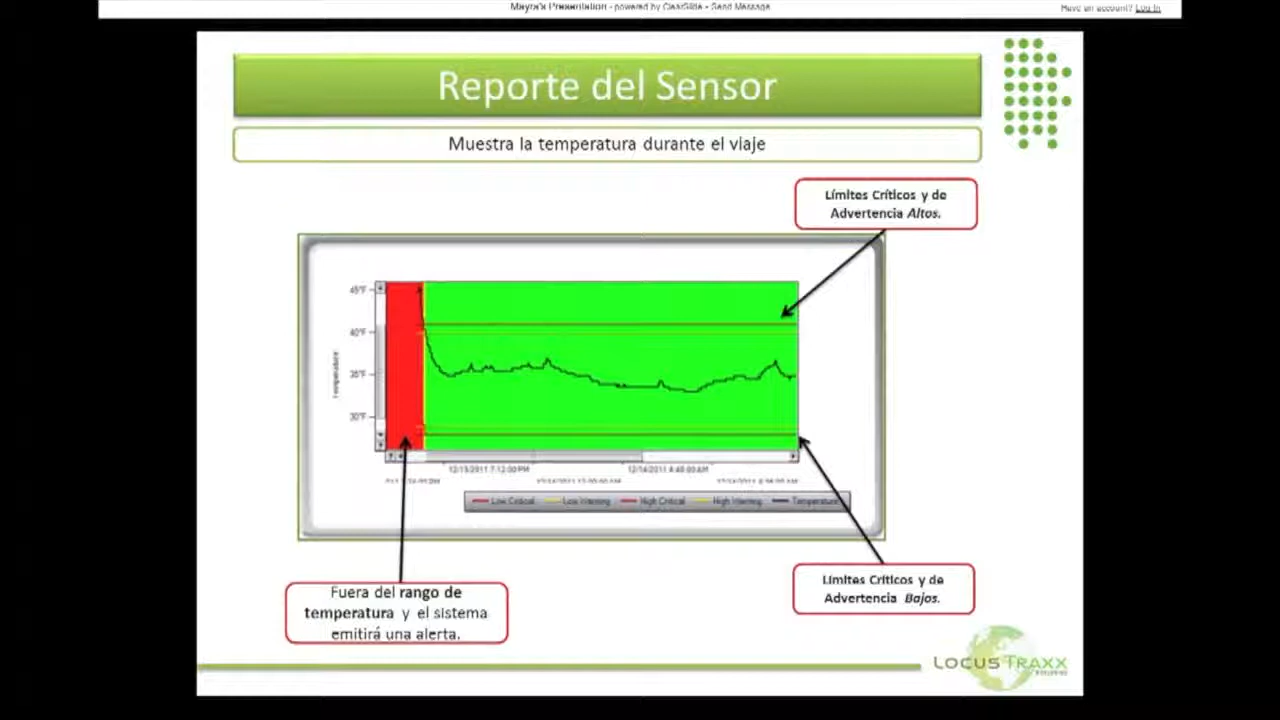 Mayra's Presentation - powered by ClearSlide - Send Message
Have an account? Log In
Reporte del Sensor
Muestra la temperatura durante el viaje
Límites Críticos y de
Advertencia Altos.
45°F
40°F
35°F
30°F
Temperature
12/13/2011 7:12:00 PM
12/14/2011 4:48:00 AM
Low Critical
Low Warning
High Critical
High Warning
Temperature
Fuera del rango de
temperatura y el sistema
emitirá una alerta.
Límites Críticos y de
Advertencia Bajos.
LOCUSTRAXX